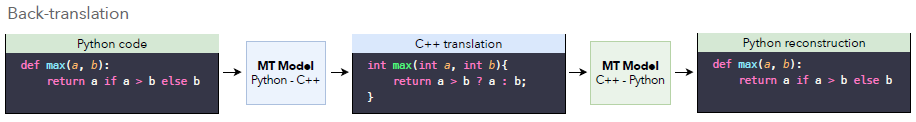 Back-translation
Python code
def max(a, b):
    return a if a > b else b
MT Model
Python - C++
C++ translation
int max(int a, int b){
    return a > b ? a : b;
}
MT Model
C++ - Python
Python reconstruction
def max(a, b):
    return a if a > b else b